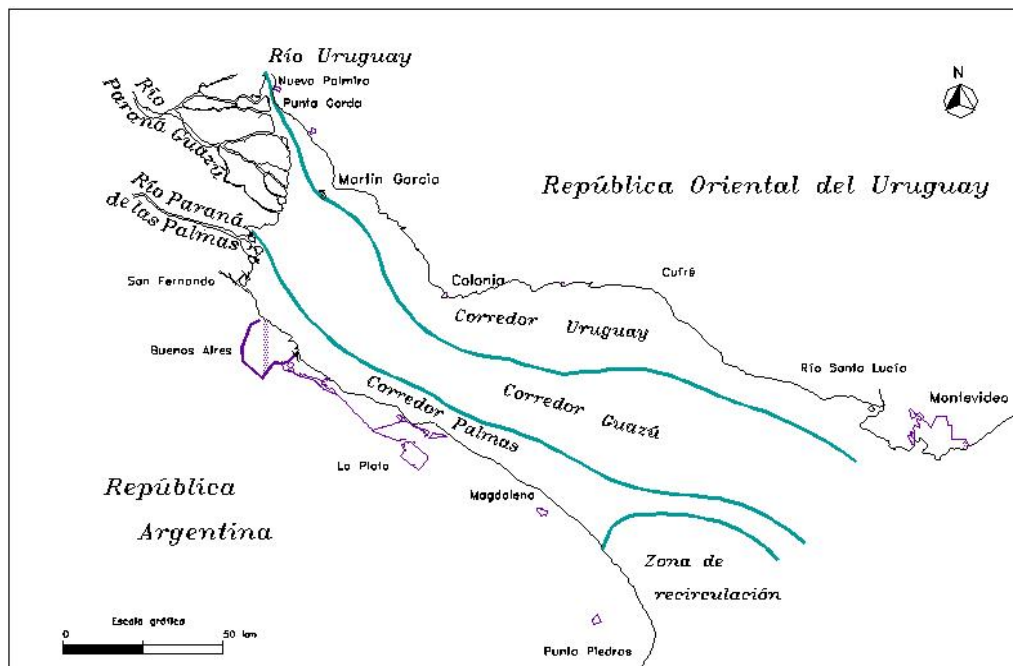 Río Uruguay
Nueva Palmira
Punta Gorda
Río
Paraná Guazú
N
Martín García
República Oriental del Uruguay
Río Paraná
de las Palmas
San Fernando
Colonia
Cufré
Corredor Uruguay
Buenos Aires
Río Santa Lucía
Montevideo
Corredor Guazú
Corredor Palmas
La Plata
República
Argentina
Magdalena
Zona de
recirculación
Escala gráfica
0 50 km
Punta Piedras